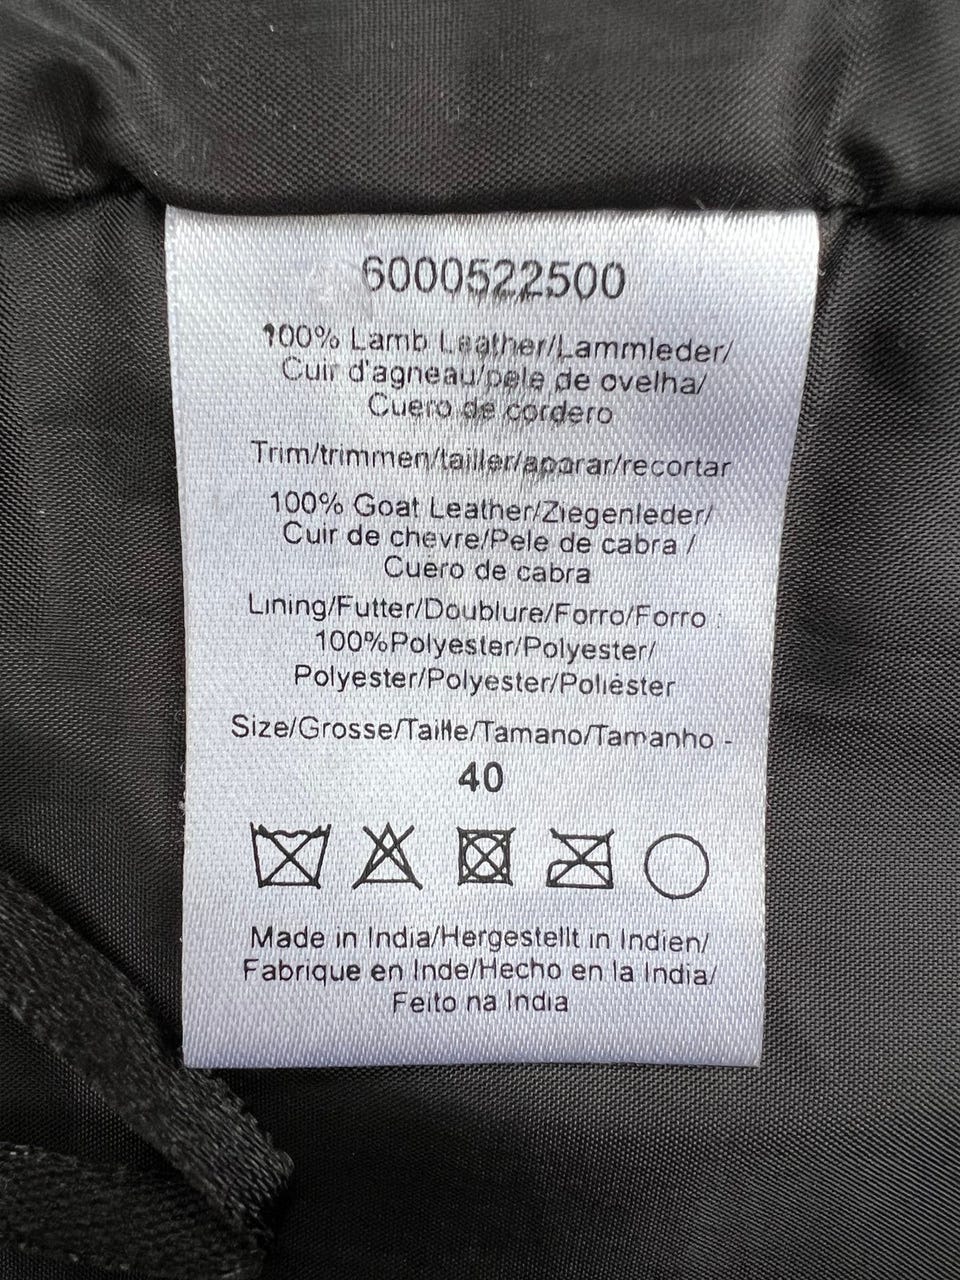 6000522500
100% Lamb Leather/Lammleder/
Cuir d'agneau/pele de ovelha/
Cuero de cordero
Trim/trimmen/tailler/aparar/recortar
100% Goat Leather/Ziegenleder/
Cuir de chevre/Pele de cabra /
Cuero de cabra
Lining/Futter/Doublure/Forro/Forro :
100%Polyester/Polyester/
Polyester/Polyester/Poliéster
Size/Grosse/Taille/Tamano/Tamanho -
40
Made in India/Hergestellt in Indien/
Fabrique en Inde/Hecho en la India/
Feito na India